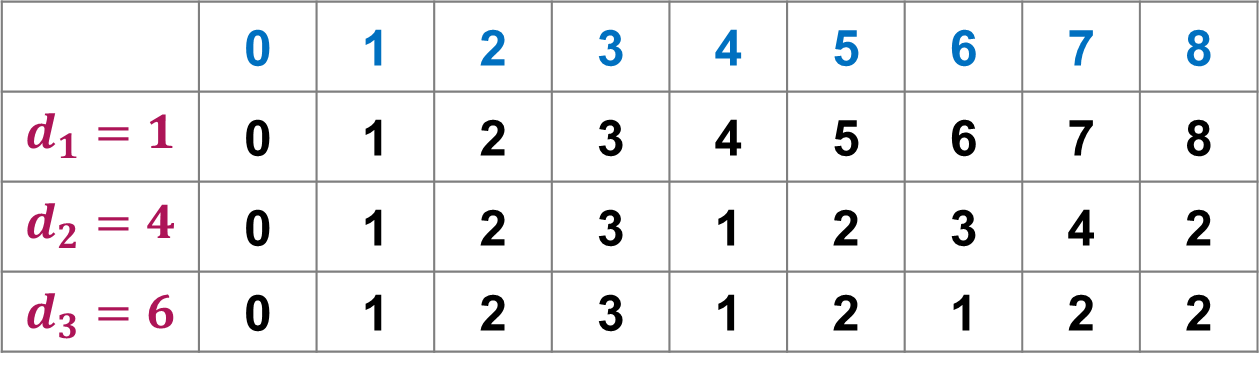 0 1 2 3 4 5 6 7 8
d₁ = 1 0 1 2 3 4 5 6 7 8
d₂ = 4 0 1 2 3 1 2 3 4 2
d₃ = 6 0 1 2 3 1 2 1 2 2